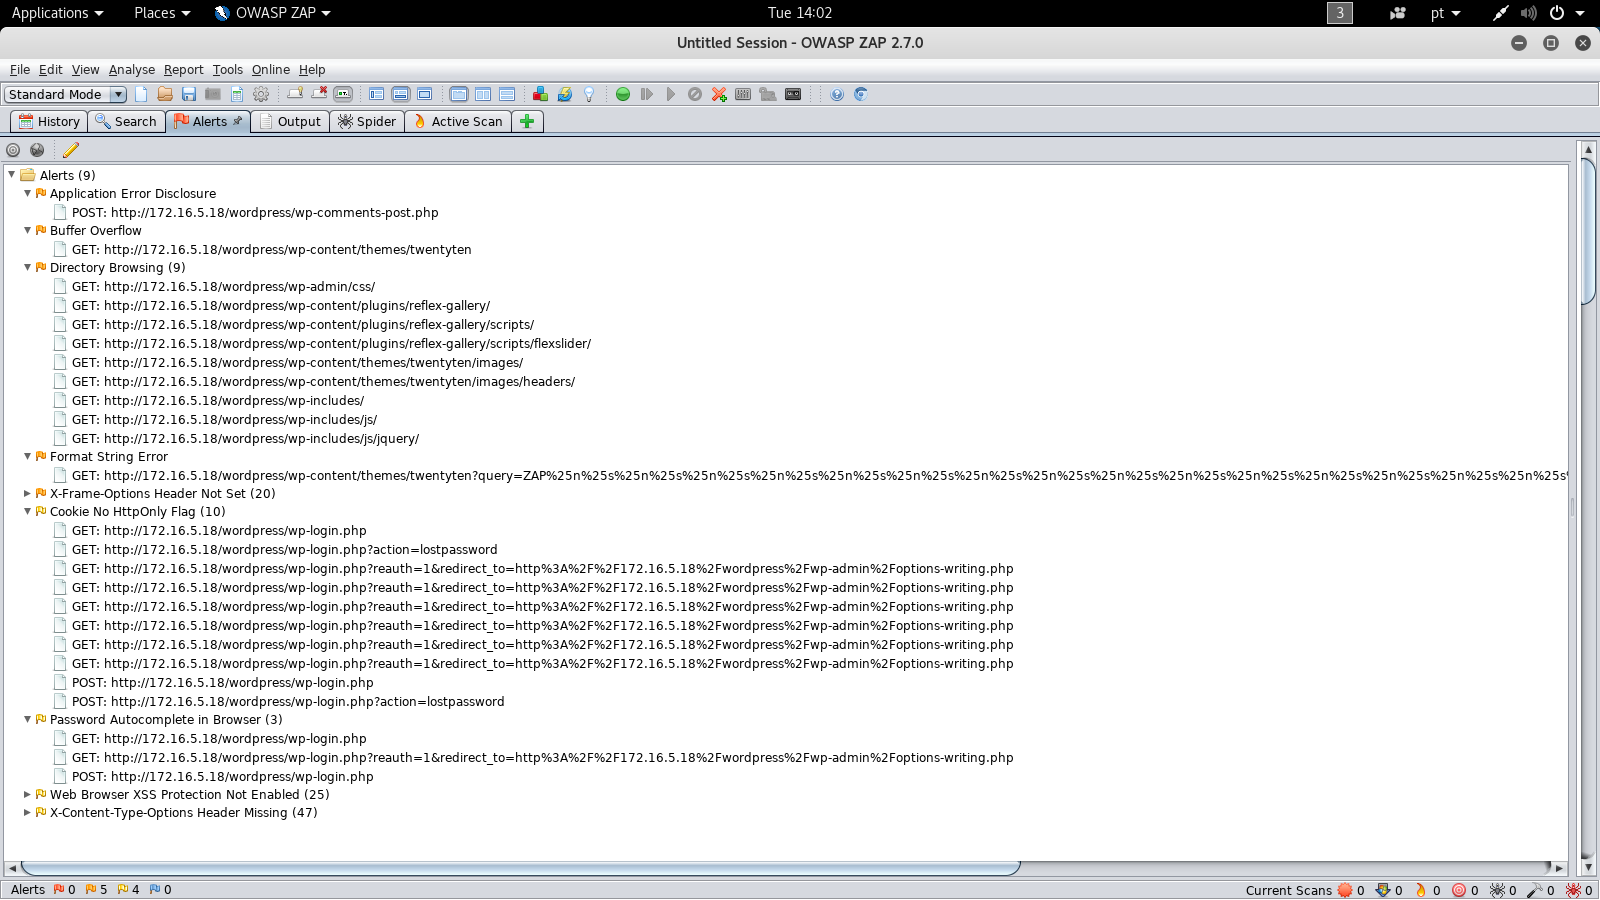 Applications Places OWASP ZAP Tue 14:02 3 pt
Untitled Session - OWASP ZAP 2.7.0
File Edit View Analyse Report Tools Online Help
Standard Mode
History Search Alerts Output Spider Active Scan
Alerts (9)
Application Error Disclosure
POST: http://172.16.5.18/wordpress/wp-comments-post.php
Buffer Overflow
GET: http://172.16.5.18/wordpress/wp-content/themes/twentyten
Directory Browsing (9)
GET: http://172.16.5.18/wordpress/wp-admin/css/
GET: http://172.16.5.18/wordpress/wp-content/plugins/reflex-gallery/
GET: http://172.16.5.18/wordpress/wp-content/plugins/reflex-gallery/scripts/
GET: http://172.16.5.18/wordpress/wp-content/plugins/reflex-gallery/scripts/flexslider/
GET: http://172.16.5.18/wordpress/wp-content/themes/twentyten/images/
GET: http://172.16.5.18/wordpress/wp-content/themes/twentyten/images/headers/
GET: http://172.16.5.18/wordpress/wp-includes/
GET: http://172.16.5.18/wordpress/wp-includes/js/
GET: http://172.16.5.18/wordpress/wp-includes/js/jquery/
Format String Error
GET: http://172.16.5.18/wordpress/wp-content/themes/twentyten?query=ZAP%25n%25s%25n%25s%25n%25s%25n%25s%25n%25s%25n%25s%25n%25s%25n%25s%25n%25s%25n%25s%25n%25s%25n%25s%25n%25s%25n%25s
X-Frame-Options Header Not Set (20)
Cookie No HttpOnly Flag (10)
GET: http://172.16.5.18/wordpress/wp-login.php
GET: http://172.16.5.18/wordpress/wp-login.php?action=lostpassword
GET: http://172.16.5.18/wordpress/wp-login.php?reauth=1&redirect_to=http%3A%2F%2F172.16.5.18%2Fwordpress%2Fwp-admin%2Foptions-writing.php
GET: http://172.16.5.18/wordpress/wp-login.php?reauth=1&redirect_to=http%3A%2F%2F172.16.5.18%2Fwordpress%2Fwp-admin%2Foptions-writing.php
GET: http://172.16.5.18/wordpress/wp-login.php?reauth=1&redirect_to=http%3A%2F%2F172.16.5.18%2Fwordpress%2Fwp-admin%2Foptions-writing.php
GET: http://172.16.5.18/wordpress/wp-login.php?reauth=1&redirect_to=http%3A%2F%2F172.16.5.18%2Fwordpress%2Fwp-admin%2Foptions-writing.php
GET: http://172.16.5.18/wordpress/wp-login.php?reauth=1&redirect_to=http%3A%2F%2F172.16.5.18%2Fwordpress%2Fwp-admin%2Foptions-writing.php
GET: http://172.16.5.18/wordpress/wp-login.php?reauth=1&redirect_to=http%3A%2F%2F172.16.5.18%2Fwordpress%2Fwp-admin%2Foptions-writing.php
POST: http://172.16.5.18/wordpress/wp-login.php
POST: http://172.16.5.18/wordpress/wp-login.php?action=lostpassword
Password Autocomplete in Browser (3)
GET: http://172.16.5.18/wordpress/wp-login.php
GET: http://172.16.5.18/wordpress/wp-login.php?reauth=1&redirect_to=http%3A%2F%2F172.16.5.18%2Fwordpress%2Fwp-admin%2Foptions-writing.php
POST: http://172.16.5.18/wordpress/wp-login.php
Web Browser XSS Protection Not Enabled (25)
X-Content-Type-Options Header Missing (47)
Alerts 0 5 4 0 Current Scans 0 0 0 0 0 0 0